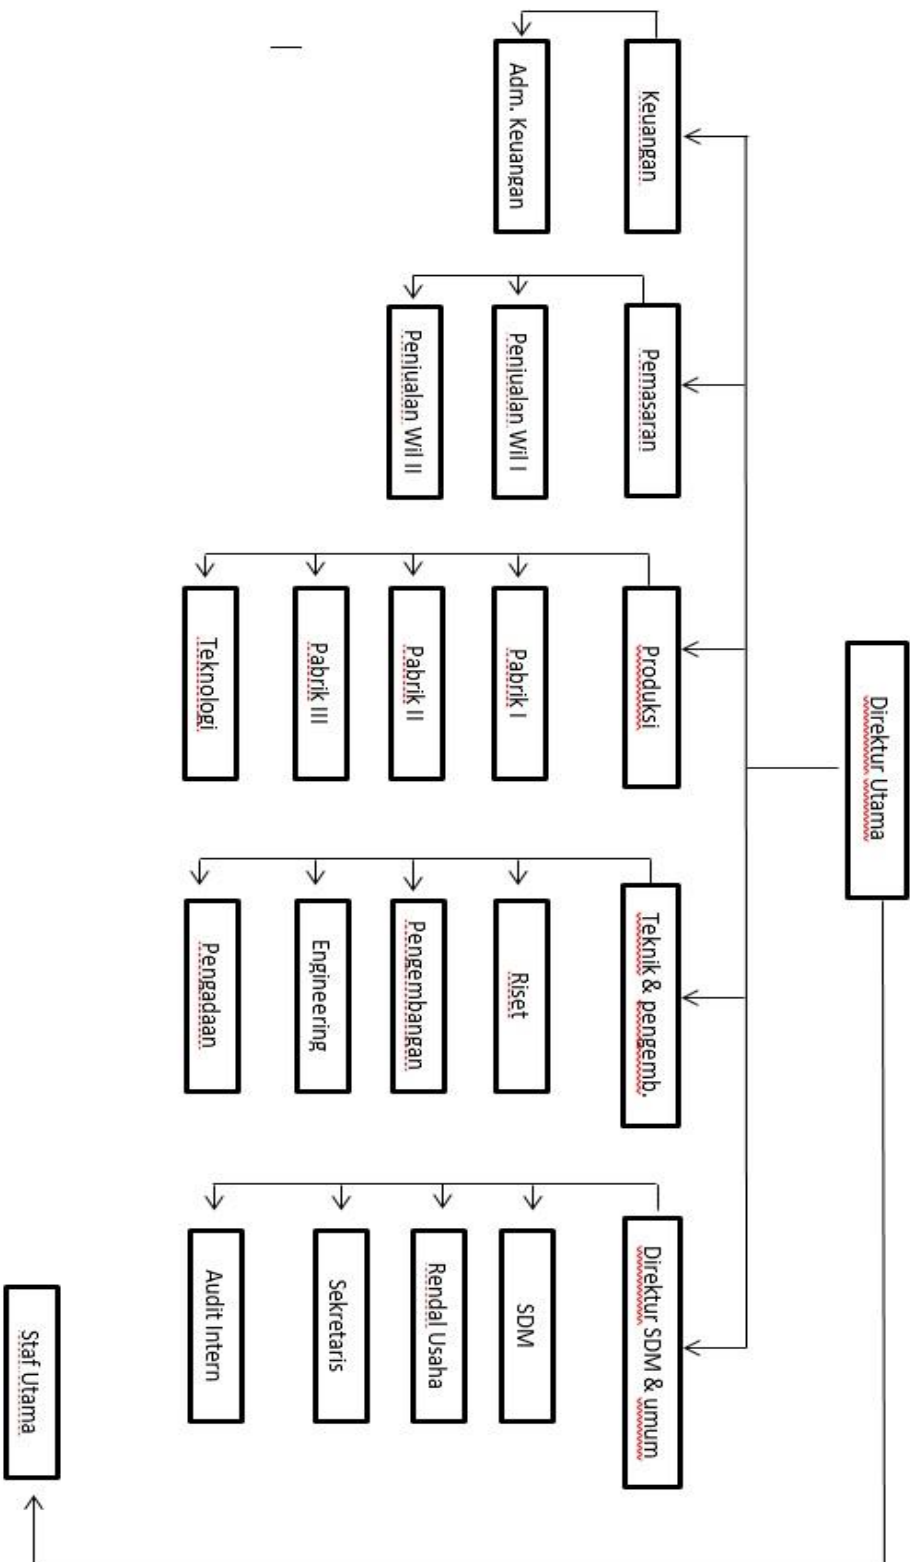 Direktur Utama
Keuangan
Pemasaran
Produksi
Teknik & pengemb.
Direktur SDM & umum
Adm. Keuangan
Penjualan Wil I
Pabrik I
Riset
SDM
Penjualan Wil II
Pabrik II
Pengembangan
Rendal Usaha
Pabrik III
Engineering
Sekretaris
Teknologi
Pengadaan
Audit Intern
Staf Utama